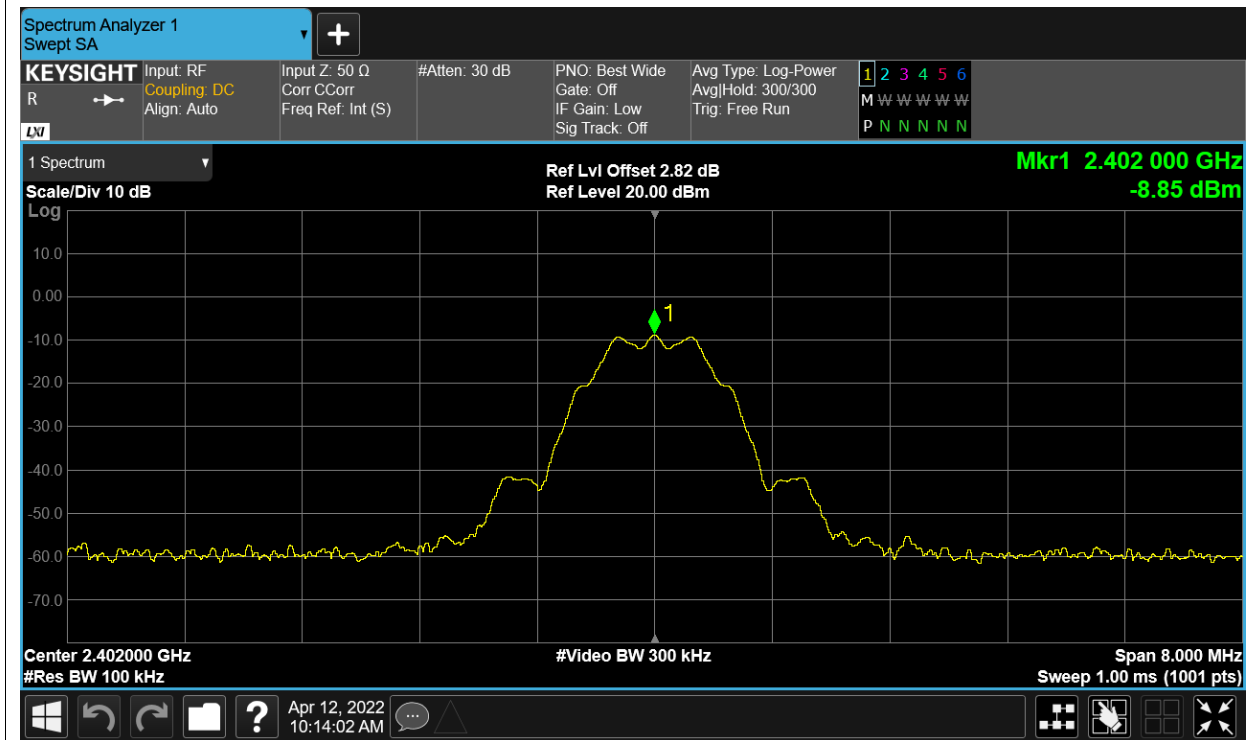 Spectrum Analyzer 1
Swept SA
KEYSIGHT
R
LXI
Input: RF
Coupling: DC
Align: Auto
Input Z: 50 Ω
Corr CCorr
Freq Ref: Int (S)
#Atten: 30 dB
PNO: Best Wide
Gate: Off
IF Gain: Low
Sig Track: Off
Avg Type: Log-Power
Avg|Hold: 300/300
Trig: Free Run
1 2 3 4 5 6
M W W W W W
P N N N N N
1 Spectrum
Scale/Div 10 dB
Ref Lvl Offset 2.82 dB
Ref Level 20.00 dBm
Mkr1 2.402 000 GHz
-8.85 dBm
Log
10.0
0.00
-10.0
-20.0
-30.0
-40.0
-50.0
-60.0
-70.0
1
Center 2.402000 GHz
#Res BW 100 kHz
#Video BW 300 kHz
Span 8.000 MHz
Sweep 1.00 ms (1001 pts)
?
Apr 12, 2022
10:14:02 AM